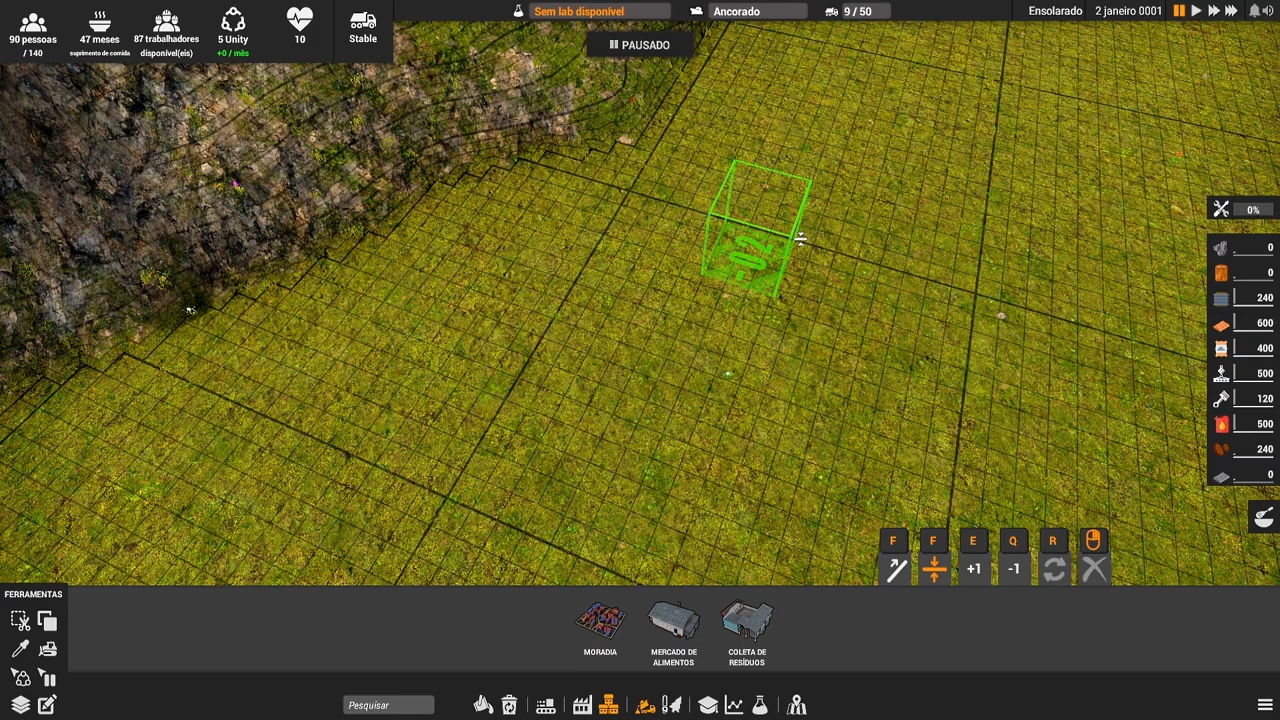 90 pessoas
/ 140
47 meses
suprimento de comida
87 trabalhadores
disponível(eis)
5 Unity
+0 / mês
10
Stable
Sem lab disponível
Ancorado
9 / 50
Ensolarado
2 janeiro 0001
PAUSADO
0%
0
0
240
600
400
500
120
500
240
0
F
F
E
Q
R
+1
-1
FERRAMENTAS
MORADIA
MERCADO DE
ALIMENTOS
COLETA DE
RESÍDUOS
Pesquisar